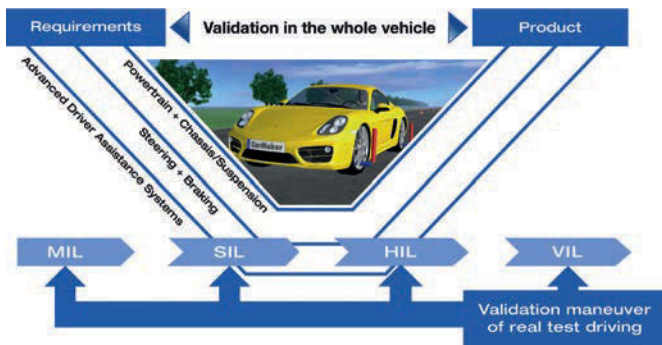 Requirements
Validation in the whole vehicle
Product
Advanced Driver Assistance Systems
Steering + Braking
Powertrain + Chassis/Suspension
CarMaker
MIL
SIL
HIL
VIL
Validation maneuver
of real test driving